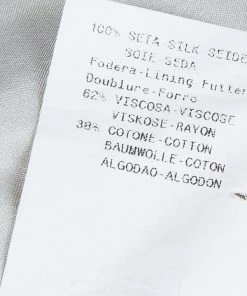 100% SETA SILK SEIDE
SOIE-SEDA
Fodera-Lining Futter
Doublure-Forro
62% VISCOSA-VISCOSE
VISKOSE-RAYON
38% COTONE-COTTON
BAUMWOLLE-COTON
ALGODAO-ALGODON